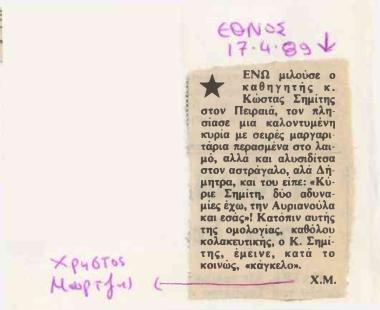 ΕΘΝΟΣ
17.4.89
ΕΝΩ μιλούσε ο
καθηγητής κ.
Κώστας Σημίτης
στον Πειραιά, τον πλη-
σίασε μια καλοντυμένη
κυρία με σειρές μαργαρι-
τάρια περασμένα στο λαι-
μό, αλλά και αλυσιδίτσα
στον αστράγαλο, αλά Δή-
μητρα, και του είπε: «Κύ-
ριε Σημίτη, δύο αδυνα-
μίες έχω, την Αυριανούλα
και εσάς»! Κατόπιν αυτής
της ομολογίας, καθόλου
κολακευτικής, ο Κ. Σημί-
της, έμεινε, κατά το
κοινώς, «κάγκελο».
Χ.Μ.
Χρηστος